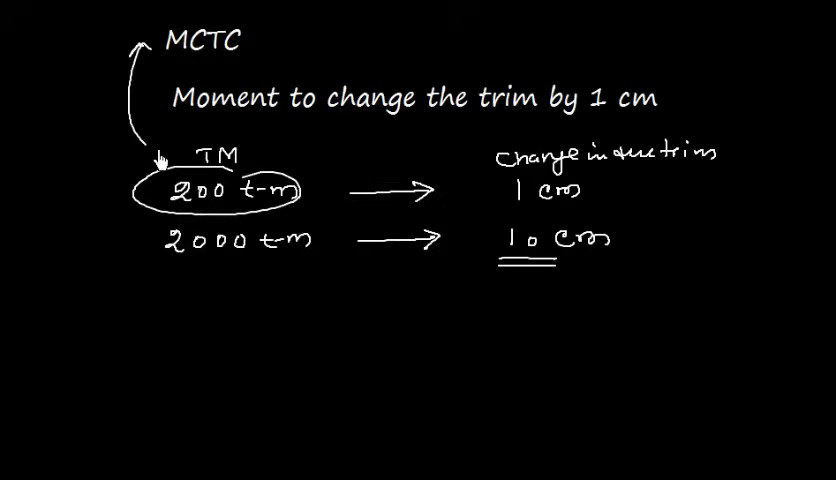 MCTC
Moment to change the trim by 1 cm
TM change in the trim
200 t-m 1 cm
2000 t-m 10 cm